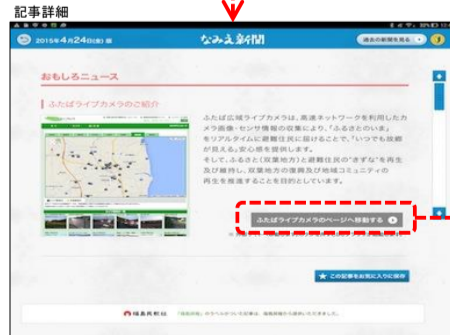 記事詳細
2015年4月24日(金) 版
なみえ新聞
過去の新聞を見る
おもしろニュース
ふたばライブカメラのご紹介
ふたば広域ライブカメラは、高速ネットワークを利用したカ
メラ画像・センサ情報の収集により、「ふるさとのいま」
をリアルタイムに避難住民に届けることで、「いつでも故郷
が見える」安心感を提供します。
そして、ふるさと(双葉地方)と避難住民の"きずな"を再生
及び維持し、双葉地方の復興及び地域コミュニティの
再生を推進することを目的としています。
ふたばライブカメラのページへ移動する
★ この記事をお気に入りに保存
福島民報社